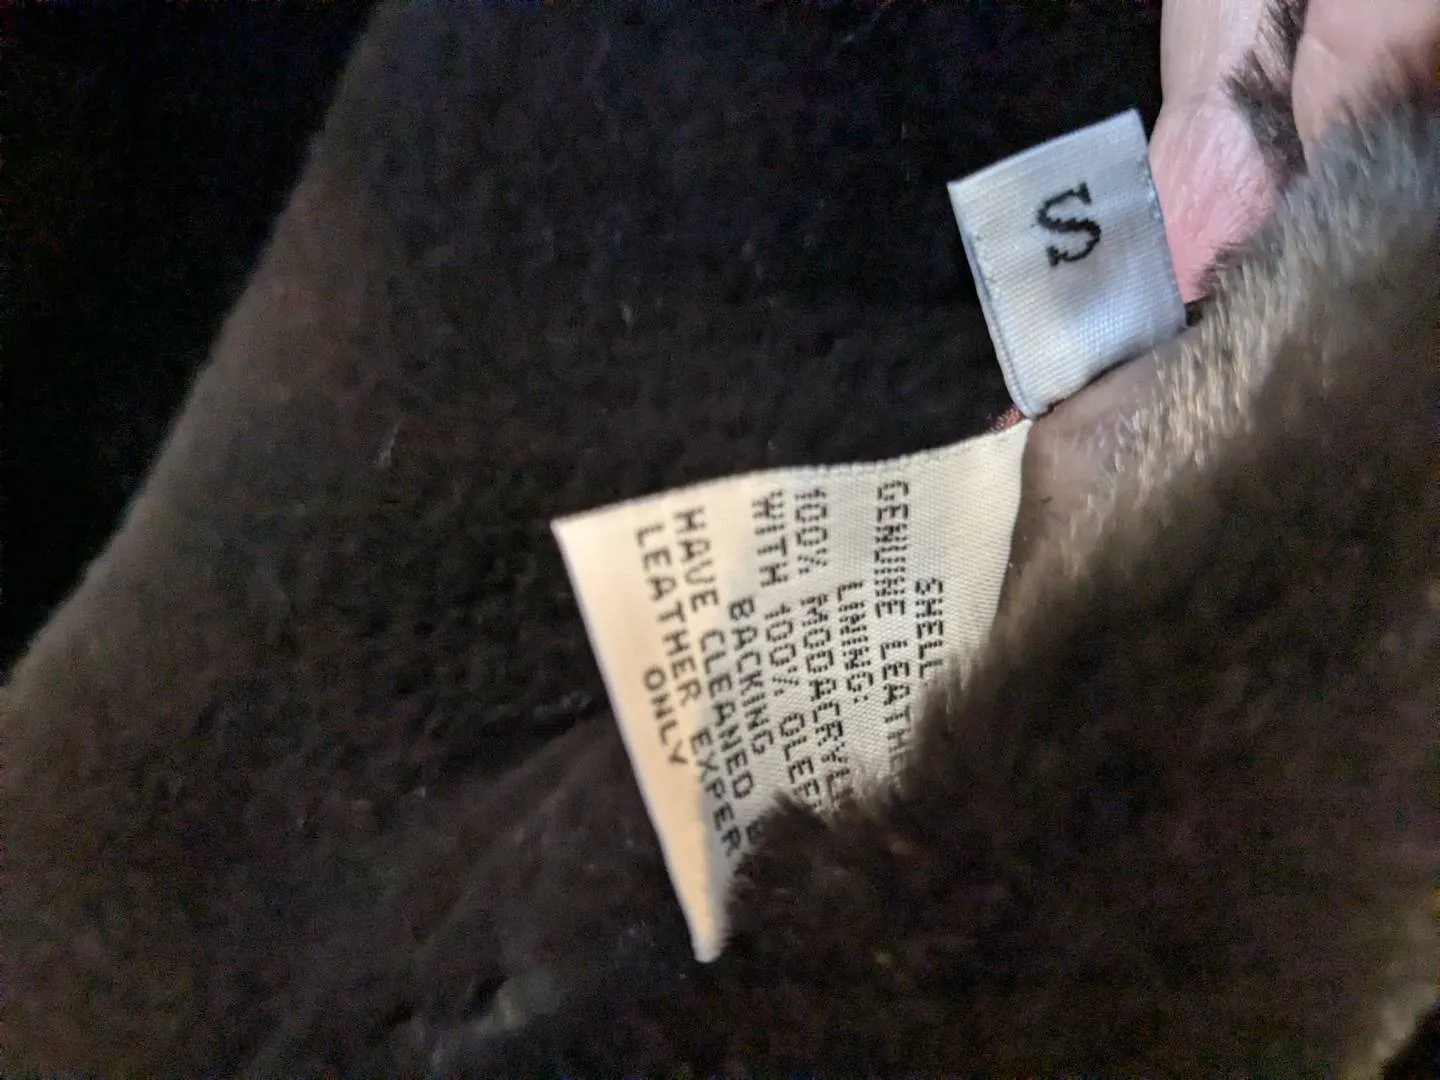 S
SHELL
GENUINE LEATHE
LINING:
100% MODACRYL
WITH 100% OLEF
BACKING
HAVE CLEANED B
LEATHER EXPER
ONLY